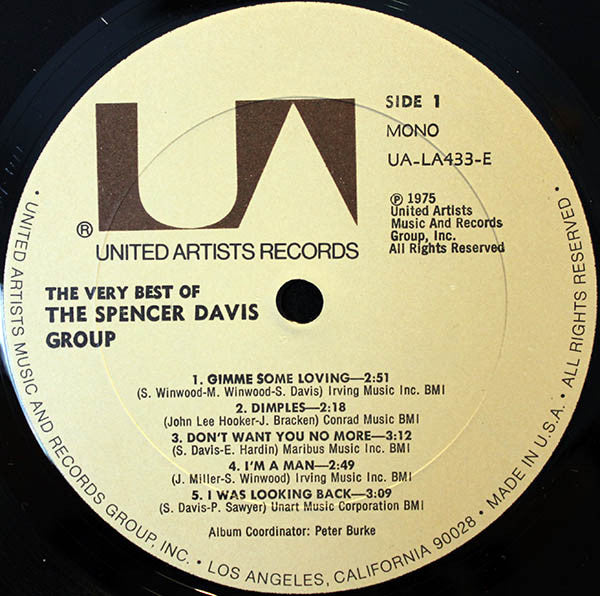 UA
®
UNITED ARTISTS RECORDS
SIDE 1
MONO
UA-LA433-E
℗ 1975
United Artists
Music And Records
Group, Inc.
All Rights Reserved
THE VERY BEST OF
THE SPENCER DAVIS
GROUP
1. GIMME SOME LOVING—2:51
(S. Winwood-M. Winwood-S. Davis) Irving Music Inc. BMI
2. DIMPLES—2:18
(John Lee Hooker-J. Bracken) Conrad Music BMI
3. DON'T WANT YOU NO MORE—3:12
(S. Davis-E. Hardin) Maribus Music Inc. BMI
4. I'M A MAN—2:49
(J. Miller-S. Winwood) Irving Music Inc. BMI
5. I WAS LOOKING BACK—3:09
(S. Davis-P. Sawyer) Unart Music Corporation BMI
Album Coordinator: Peter Burke
• UNITED ARTISTS MUSIC AND RECORDS GROUP, INC. • LOS ANGELES, CALIFORNIA 90028 • MADE IN U.S.A. • ALL RIGHTS RESERVED •